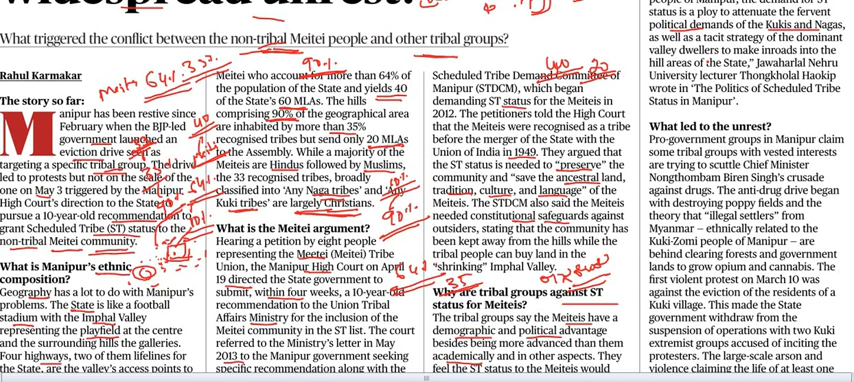 widespread unrest?
What triggered the conflict between the non-tribal Meitei people and other tribal groups?
Rahul Karmakar
The story so far:
Manipur has been restive since
February when the BJP-led
government launched an
eviction drive seen as
targeting a specific tribal group. The drive
led to protests but not on the scale of the
one on May 3 triggered by the Manipur
High Court's direction to the State
pursue a 10-year-old recommendation to
grant Scheduled Tribe (ST) status to the
non-tribal Meitei community.
What is Manipur's ethnic
composition?
Geography has a lot to do with Manipur's
problems. The State is like a football
stadium with the Imphal Valley
representing the playfield at the centre
and the surrounding hills the galleries.
Four highways, two of them lifelines for
the State, are the valley's access points to
Meitei who account for more than 64% of
the population of the State and yields 40
of the State's 60 MLAs. The hills
comprising 90% of the geographical area
are inhabited by more than 35%
recognised tribes but send only 20 MLAs
to the Assembly. While a majority of the
Meiteis are Hindus followed by Muslims,
the 33 recognised tribes, broadly
classified into 'Any Naga tribes' and 'Any
Kuki tribes' are largely Christians.
What is the Meitei argument?
Hearing a petition by eight people
representing the Meetei (Meitei) Tribe
Union, the Manipur High Court on April
19 directed the State government to
submit, within four weeks, a 10-year-old
recommendation to the Union Tribal
Affairs Ministry for the inclusion of the
Meitei community in the ST list. The court
referred to the Ministry's letter in May
2013 to the Manipur government seeking
specific recommendation along with the
Scheduled Tribe Demand Committee of
Manipur (STDCM), which began
demanding ST status for the Meiteis in
2012. The petitioners told the High Court
that the Meiteis were recognised as a tribe
before the merger of the State with the
Union of India in 1949. They argued that
the ST status is needed to "preserve" the
community and "save the ancestral land,
tradition, culture, and language" of the
Meiteis. The STDCM also said the Meiteis
needed constitutional safeguards against
outsiders, stating that the community has
been kept away from the hills while the
tribal people can buy land in the
"shrinking" Imphal Valley.
Why are tribal groups against ST
status for Meiteis?
The tribal groups say the Meiteis have a
demographic and political advantage
besides being more advanced than them
academically and in other aspects. They
feel the ST status to the Meiteis would
people of Manipur, the demand for ST
status is a ploy to attenuate the fervent
political demands of the Kukis and Nagas,
as well as a tacit strategy of the dominant
valley dwellers to make inroads into the
hill areas of the State," Jawaharlal Nehru
University lecturer Thongkholal Haokip
wrote in 'The Politics of Scheduled Tribe
Status in Manipur'.
What led to the unrest?
Pro-government groups in Manipur claim
some tribal groups with vested interests
are trying to scuttle Chief Minister
Nongthombam Biren Singh's crusade
against drugs. The anti-drug drive began
with destroying poppy fields and the
theory that "illegal settlers" from
Myanmar – ethnically related to the
Kuki-Zomi people of Manipur – are
behind clearing forests and government
lands to grow opium and cannabis. The
first violent protest on March 10 was
against the eviction of the residents of a
Kuki village. This made the State
government withdraw from the
suspension of operations with two Kuki
extremist groups accused of inciting the
protesters. The large-scale arson and
violence claiming the life of at least one
meitei 64% 33%
90%
40 20
64%
35